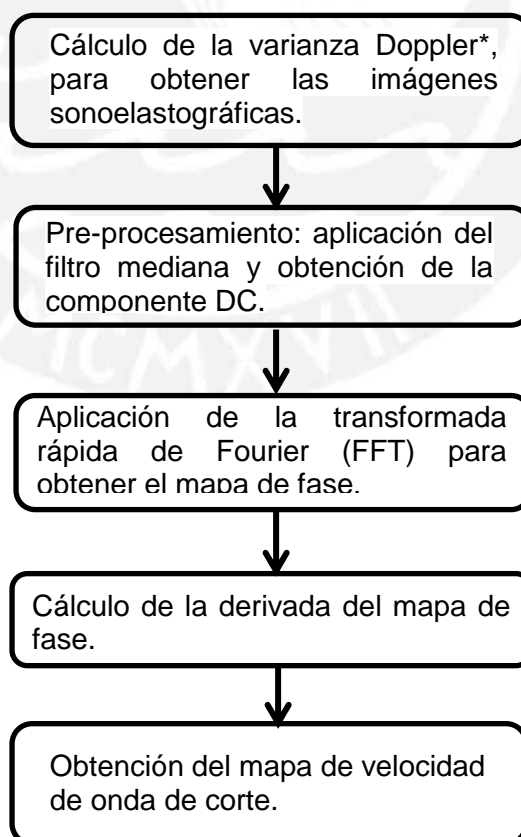 Cálculo de la varianza Doppler*,
para obtener las imágenes
sonoelastográficas.
Pre-procesamiento: aplicación del
filtro mediana y obtención de la
componente DC.
Aplicación de la transformada
rápida de Fourier (FFT) para
obtener el mapa de fase.
Cálculo de la derivada del mapa de
fase.
Obtención del mapa de velocidad
de onda de corte.
MCMXVII